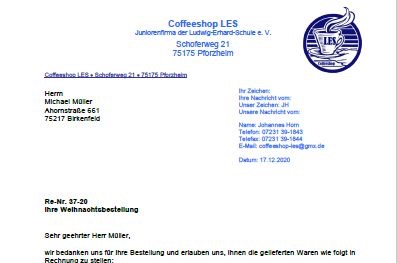 Coffeeshop LES
Juniorenfirma der Ludwig-Erhard-Schule e. V.
Schoferweg 21
75175 Pforzheim
LES
Coffeeshop
Coffeeshop LES • Schoferweg 21 • 75175 Pforzheim
Herrn
Michael Müller
Ahornstraße 561
75217 Birkenfeld
Ihr Zeichen:
Ihre Nachricht vom:
Unser Zeichen: JH
Unsere Nachricht vom:
Name: Johannes Horn
Telefon: 07231 39-1843
Telefax: 07231 39-1844
E-Mail: coffeeshop-les@gmx.de
Datum: 17.12.2020
Re-Nr. 37-20
Ihre Weihnachtsbestellung
Sehr geehrter Herr Müller,
wir bedanken uns für Ihre Bestellung und erlauben uns, Ihnen die gelieferten Waren wie folgt in
Rechnung zu stellen: